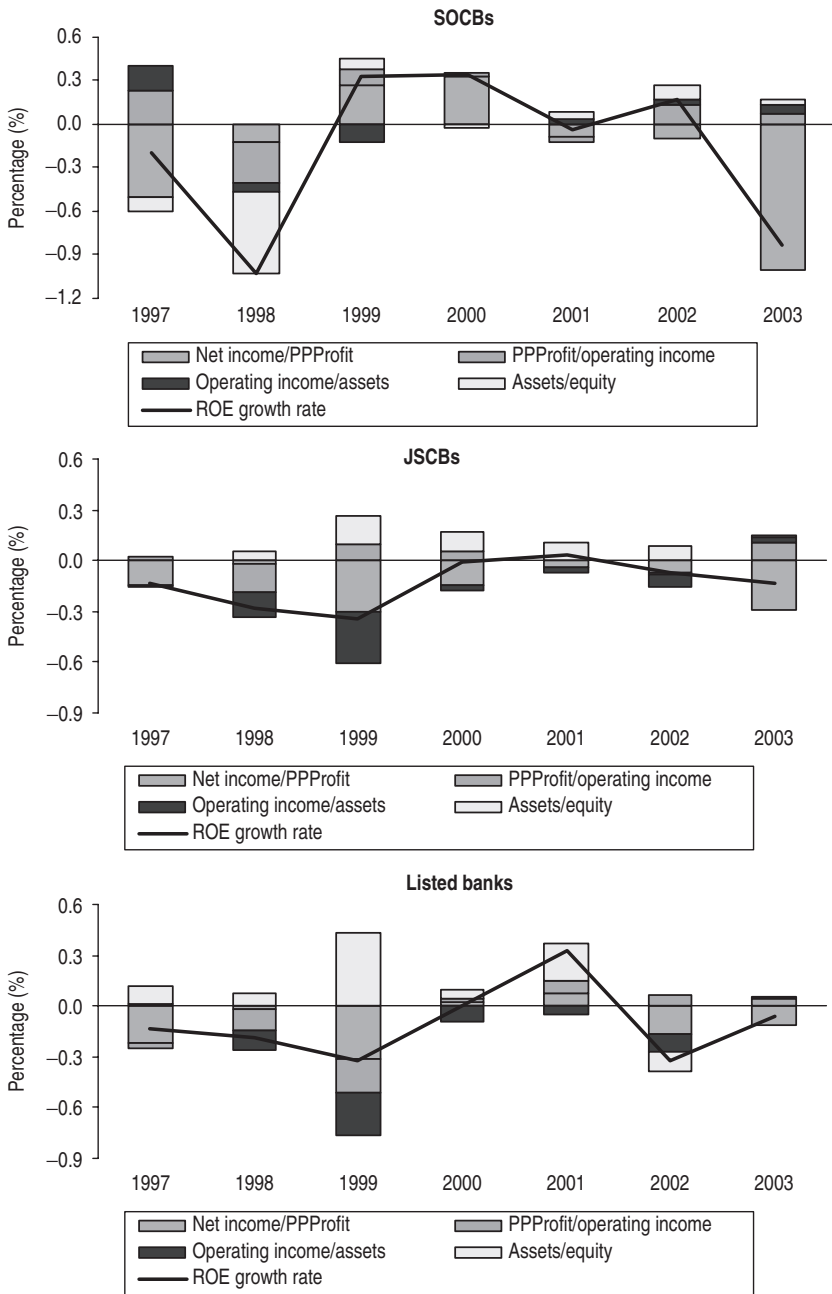 SOCBs
Percentage (%)
0.6
0.3
0.0
−0.3
−0.6
−0.9
−1.2
1997 1998 1999 2000 2001 2002 2003
Net income/PPProfit PPProfit/operating income
Operating income/assets Assets/equity
ROE growth rate
JSCBs
Percentage (%)
0.6
0.3
0.0
−0.3
−0.6
−0.9
1997 1998 1999 2000 2001 2002 2003
Net income/PPProfit PPProfit/operating income
Operating income/assets Assets/equity
ROE growth rate
Listed banks
Percentage (%)
0.6
0.3
0.0
−0.3
−0.6
−0.9
1997 1998 1999 2000 2001 2002 2003
Net income/PPProfit PPProfit/operating income
Operating income/assets Assets/equity
ROE growth rate